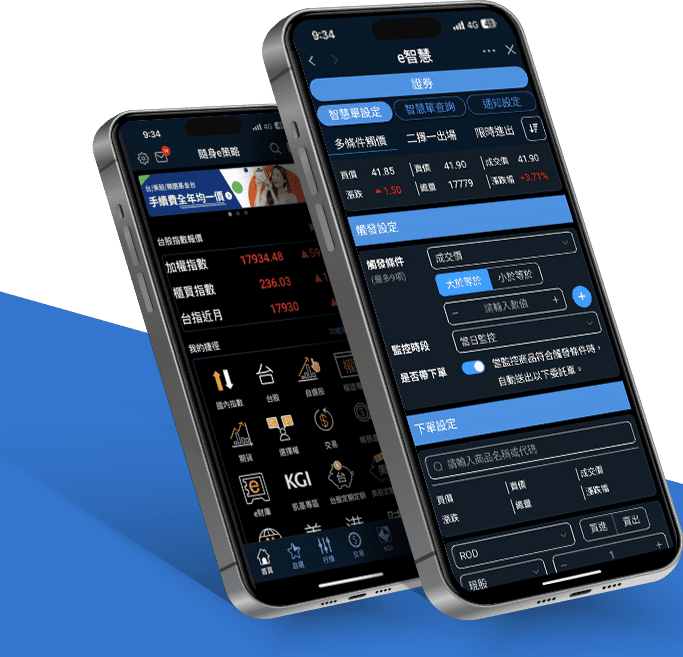 9:34
隨身e策略
台/美股/精選基金台
手續費全年均一價
台股指數報價
加權指數 17934.48 ▲59
櫃買指數 236.03 ▲1
台指近月 17930
我的捷徑
國內指數 台股 自選股
期貨 選擇權 交易
e財庫 凱基專區 台股定期定額
KGI
首頁 自選 行情 交易 KGI
9:34 4G
e智慧
證券
智慧單設定 智慧單查詢 通知設定
多條件觸價 二擇一出場 限時進出
買價 41.85 賣價 41.90 成交價 41.90
漲跌 ▲1.50 總量 17779 漲跌幅 +3.71%
觸發設定
觸發條件 成交價
(最多9項) 大於等於 小於等於
− 請輸入數值 + +
監控時段 當日監控
是否帶下單 當監控商品符合觸發條件時，
自動送出以下委託單。
下單設定
請輸入商品名稱或代碼
買價 賣價 成交價
漲跌 總量 漲跌幅
ROD 買進 賣出
現股 − 1 +